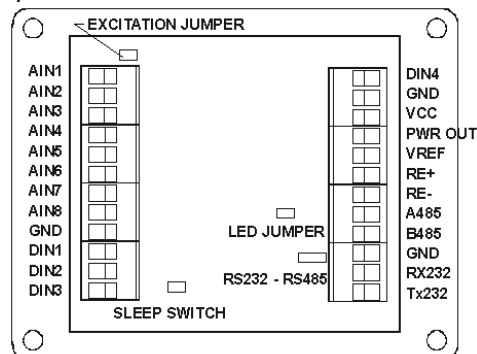 EXCITATION JUMPER
AIN1
AIN2
AIN3
AIN4
AIN5
AIN6
AIN7
AIN8
GND
DIN1
DIN2
DIN3
DIN4
GND
VCC
PWR OUT
VREF
RE+
RE-
A485
B485
GND
RX232
Tx232
LED JUMPER
RS232 - RS485
SLEEP SWITCH